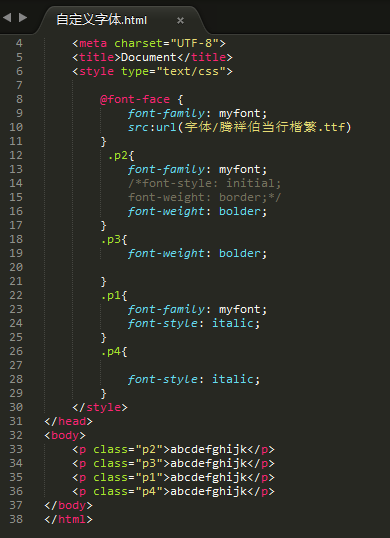 自定义字体.html
4 <meta charset="UTF-8">
5 <title>Document</title>
6 <style type="text/css">
7
8 @font-face {
9 font-family: myfont;
10 src:url(字体/腾祥伯当行楷繁.ttf)
11 }
12 .p2{
13 font-family: myfont;
14 /*font-style: initial;
15 font-weight: border;*/
16 font-weight: bolder;
17 }
18 .p3{
19 font-weight: bolder;
20
21 }
22 .p1{
23 font-family: myfont;
24 font-style: italic;
25 }
26 .p4{
27
28 font-style: italic;
29 }
30 </style>
31 </head>
32 <body>
33 <p class="p2">abcdefghijk</p>
34 <p class="p3">abcdefghijk</p>
35 <p class="p1">abcdefghijk</p>
36 <p class="p4">abcdefghijk</p>
37 </body>
38 </html>